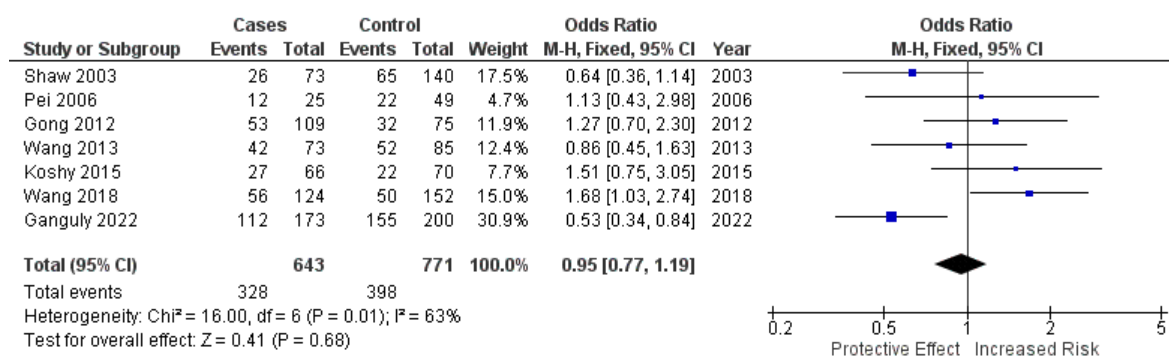 Cases Control Odds Ratio Odds Ratio
Study or Subgroup Events Total Events Total Weight M-H, Fixed, 95% CI Year M-H, Fixed, 95% CI
Shaw 2003 26 73 65 140 17.5% 0.64 [0.36, 1.14] 2003
Pei 2006 12 25 22 49 4.7% 1.13 [0.43, 2.98] 2006
Gong 2012 53 109 32 75 11.9% 1.27 [0.70, 2.30] 2012
Wang 2013 42 73 52 85 12.4% 0.86 [0.45, 1.63] 2013
Koshy 2015 27 66 22 70 7.7% 1.51 [0.75, 3.05] 2015
Wang 2018 56 124 50 152 15.0% 1.68 [1.03, 2.74] 2018
Ganguly 2022 112 173 155 200 30.9% 0.53 [0.34, 0.84] 2022
Total (95% CI) 643 771 100.0% 0.95 [0.77, 1.19]
Total events 328 398
Heterogeneity: Chi² = 16.00, df = 6 (P = 0.01); I² = 63%
Test for overall effect: Z = 0.41 (P = 0.68)
0.2 0.5 1 2 5
Protective Effect Increased Risk